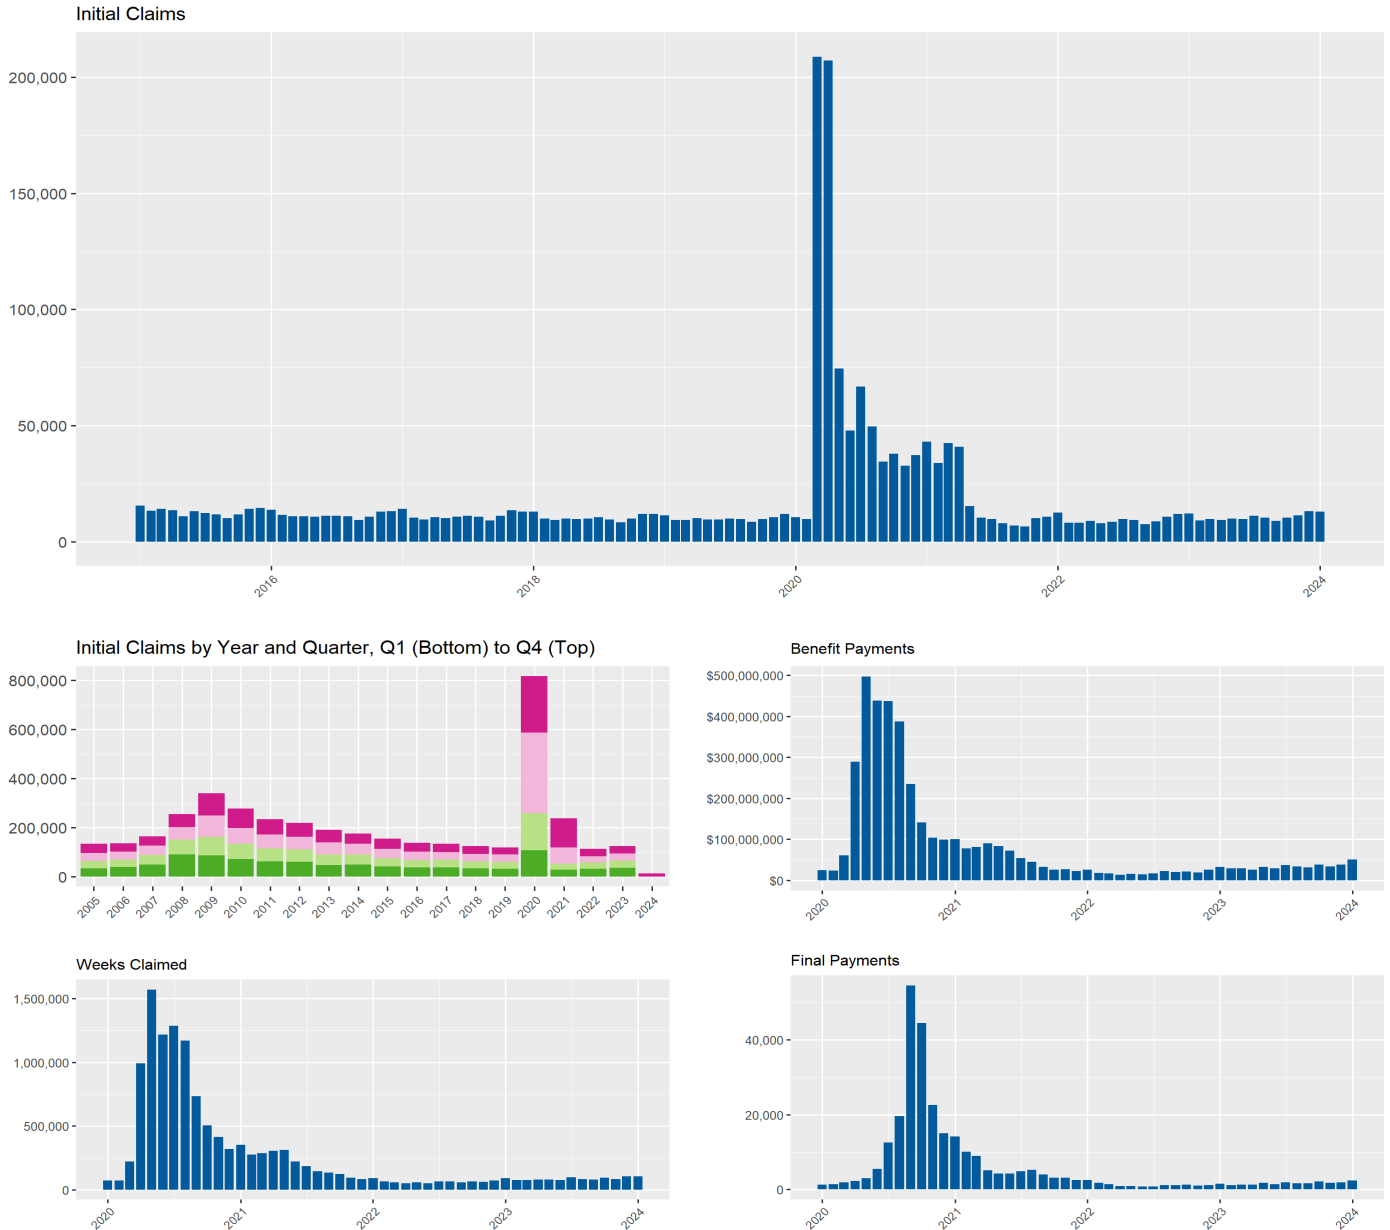 Initial Claims
200,000
150,000
100,000
50,000
0
2016 2018 2020 2022 2024
Initial Claims by Year and Quarter, Q1 (Bottom) to Q4 (Top)
800,000
600,000
400,000
200,000
0
2005 2006 2007 2008 2009 2010 2011 2012 2013 2014 2015 2016 2017 2018 2019 2020 2021 2022 2023 2024
Benefit Payments
$500,000,000
$400,000,000
$300,000,000
$200,000,000
$100,000,000
$0
2020 2021 2022 2023 2024
Weeks Claimed
1,500,000
1,000,000
500,000
0
2020 2021 2022 2023 2024
Final Payments
40,000
20,000
0
2020 2021 2022 2023 2024